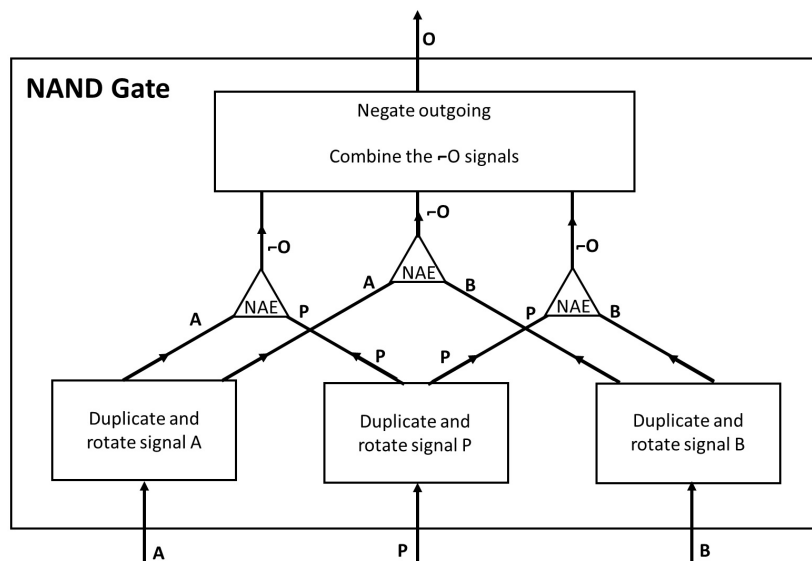 O
NAND Gate
Negate outgoing
Combine the ¬O signals
¬O
¬O
¬O
A
NAE
B
A
NAE
P
P
NAE
B
P
P
Duplicate and
rotate signal A
Duplicate and
rotate signal P
Duplicate and
rotate signal B
A
P
B